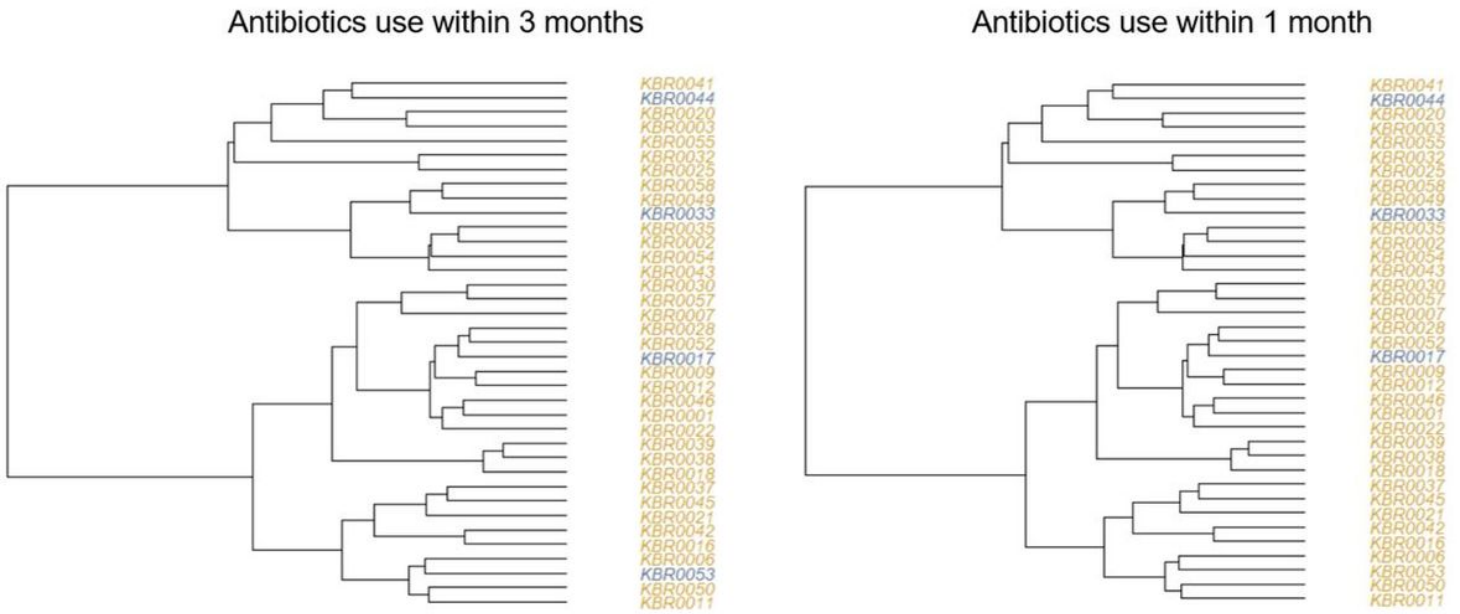 Antibiotics use within 3 months
KBR0041
KBR0044
KBR0020
KBR0003
KBR0055
KBR0032
KBR0025
KBR0058
KBR0049
KBR0033
KBR0035
KBR0002
KBR0054
KBR0043
KBR0030
KBR0057
KBR0007
KBR0028
KBR0052
KBR0017
KBR0009
KBR0012
KBR0046
KBR0001
KBR0022
KBR0039
KBR0038
KBR0018
KBR0037
KBR0045
KBR0021
KBR0042
KBR0016
KBR0006
KBR0053
KBR0050
KBR0011
Antibiotics use within 1 month
KBR0041
KBR0044
KBR0020
KBR0003
KBR0055
KBR0032
KBR0025
KBR0058
KBR0049
KBR0033
KBR0035
KBR0002
KBR0054
KBR0043
KBR0030
KBR0057
KBR0007
KBR0028
KBR0052
KBR0017
KBR0009
KBR0012
KBR0046
KBR0001
KBR0022
KBR0039
KBR0038
KBR0018
KBR0037
KBR0045
KBR0021
KBR0042
KBR0016
KBR0006
KBR0053
KBR0050
KBR0011